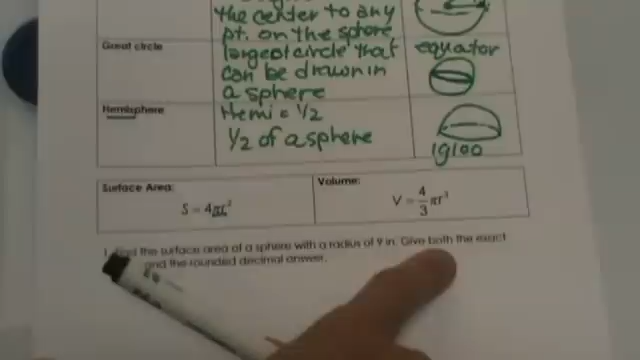 the center to any
pt. on the sphere
Great circle
largest circle that
can be drawn in
a sphere
equator
Hemisphere
Hemi = 1/2
1/2 of a sphere
igloo
Surface Area:
S = 4πr²
Volume:
V = 4/3 πr³
1. Find the surface area of a sphere with a radius of 9 in. Give both the exact
and the rounded decimal answer.